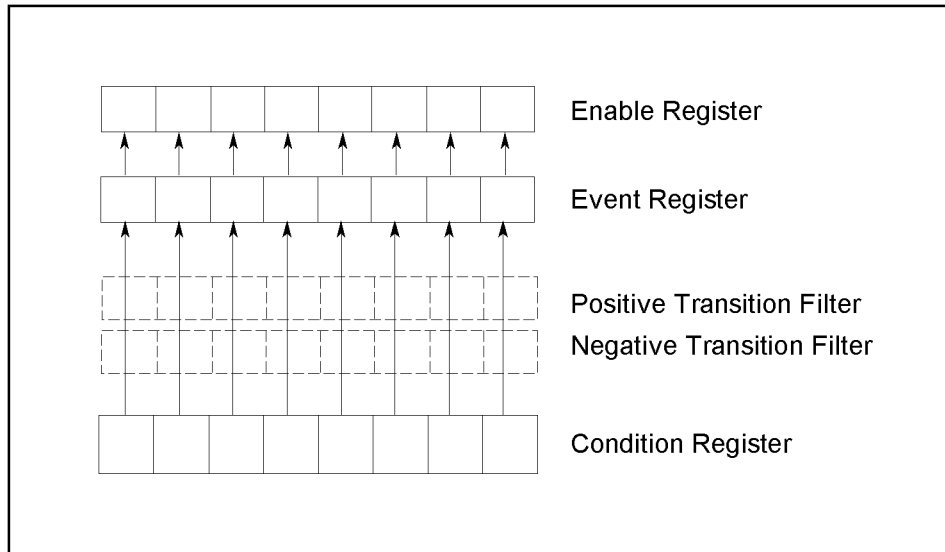 Enable Register
Event Register
Positive Transition Filter
Negative Transition Filter
Condition Register